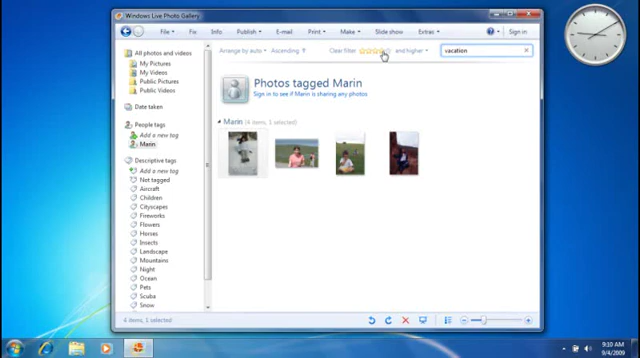 Windows Live Photo Gallery
File
Fix
Info
Publish
E-mail
Print
Make
Slide show
Extras
Sign in
All photos and videos
My Pictures
My Videos
Public Pictures
Public Videos
Date taken
People tags
Add a new tag
Marin
Descriptive tags
Add a new tag
Not tagged
Aircraft
Children
Cityscapes
Fireworks
Flowers
Horses
Insects
Landscape
Mountains
Night
Ocean
Pets
Scuba
Snow
Arrange by auto
Ascending
Clear filter
and higher
vacation
Photos tagged Marin
Sign in to see if Marin is sharing any photos
Marin (4 items, 1 selected)
4 items, 1 selected
9:10 AM
9/4/2009